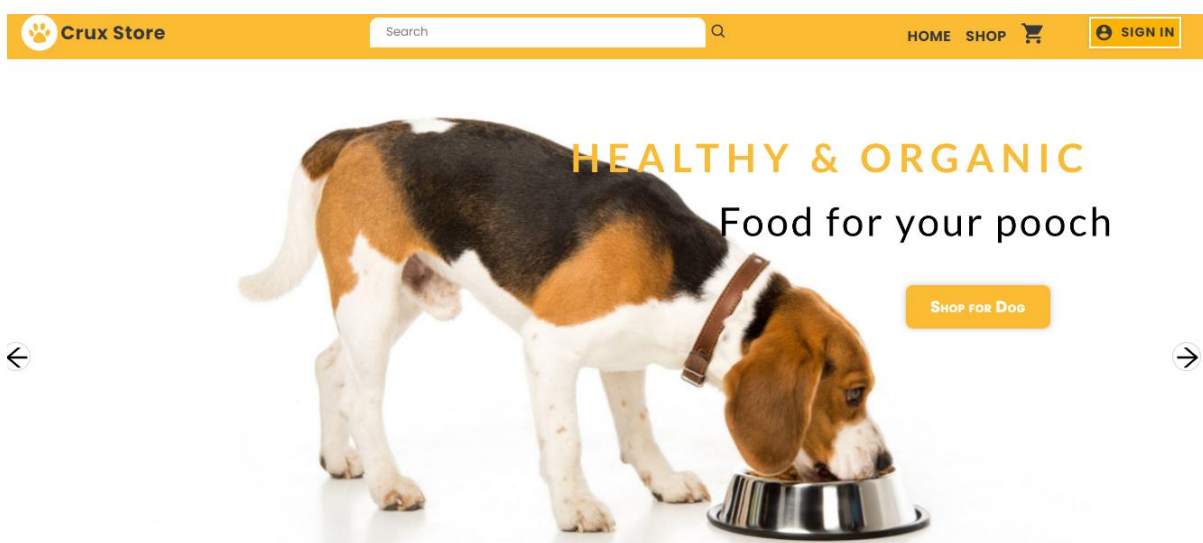 Crux Store
Search
HOME SHOP
SIGN IN
HEALTHY & ORGANIC
Food for your pooch
Shop for Dog